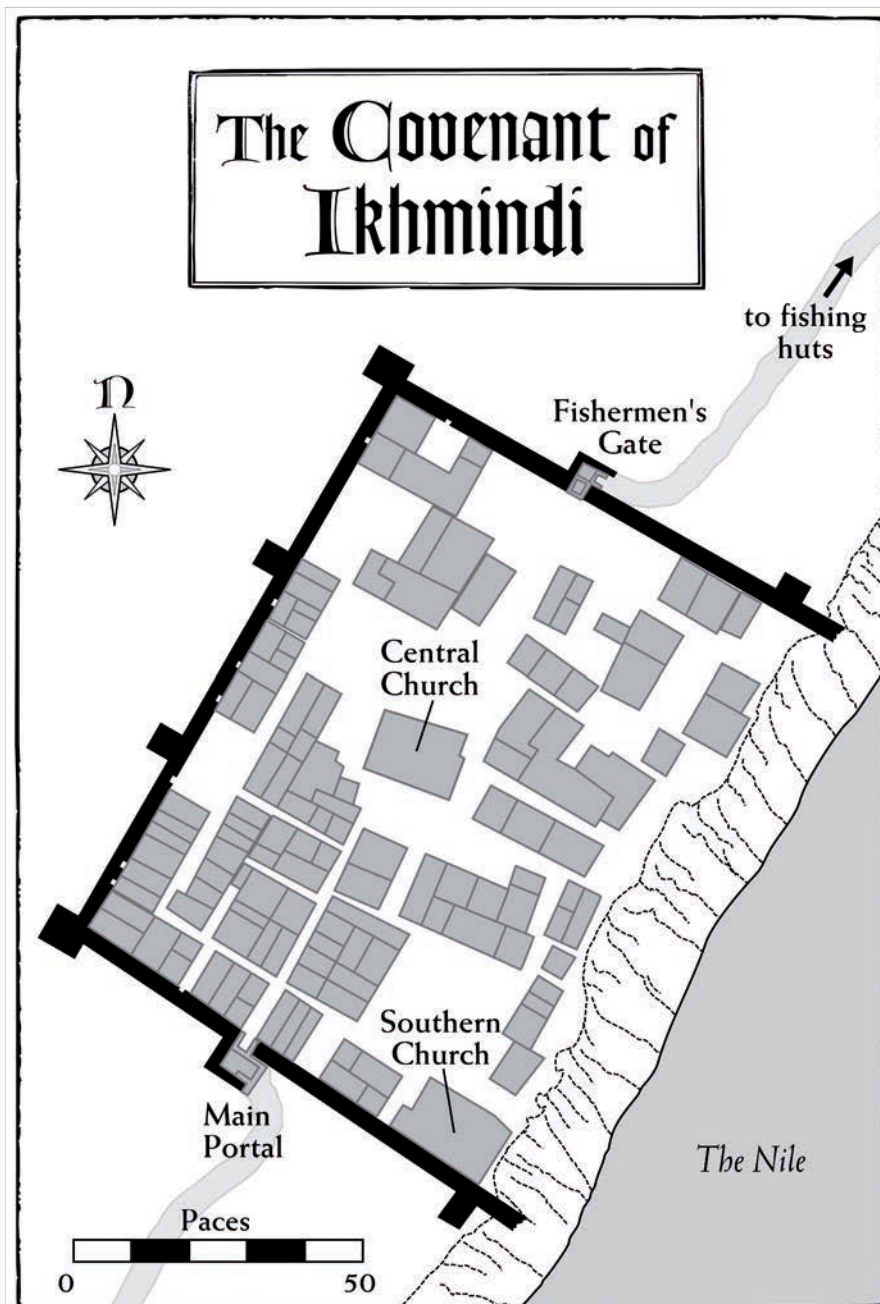 The Covenant of
Ikhmindi
to fishing
huts
Fishermen's
Gate
N
Central
Church
Southern
Church
Main
Portal
The Nile
Paces
0 50